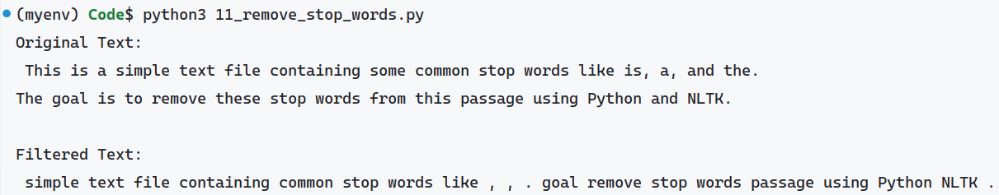 (myenv) Code$ python3 11_remove_stop_words.py
Original Text:
This is a simple text file containing some common stop words like is, a, and the.
The goal is to remove these stop words from this passage using Python and NLTK.
Filtered Text:
simple text file containing common stop words like , , . goal remove stop words passage using Python NLTK .